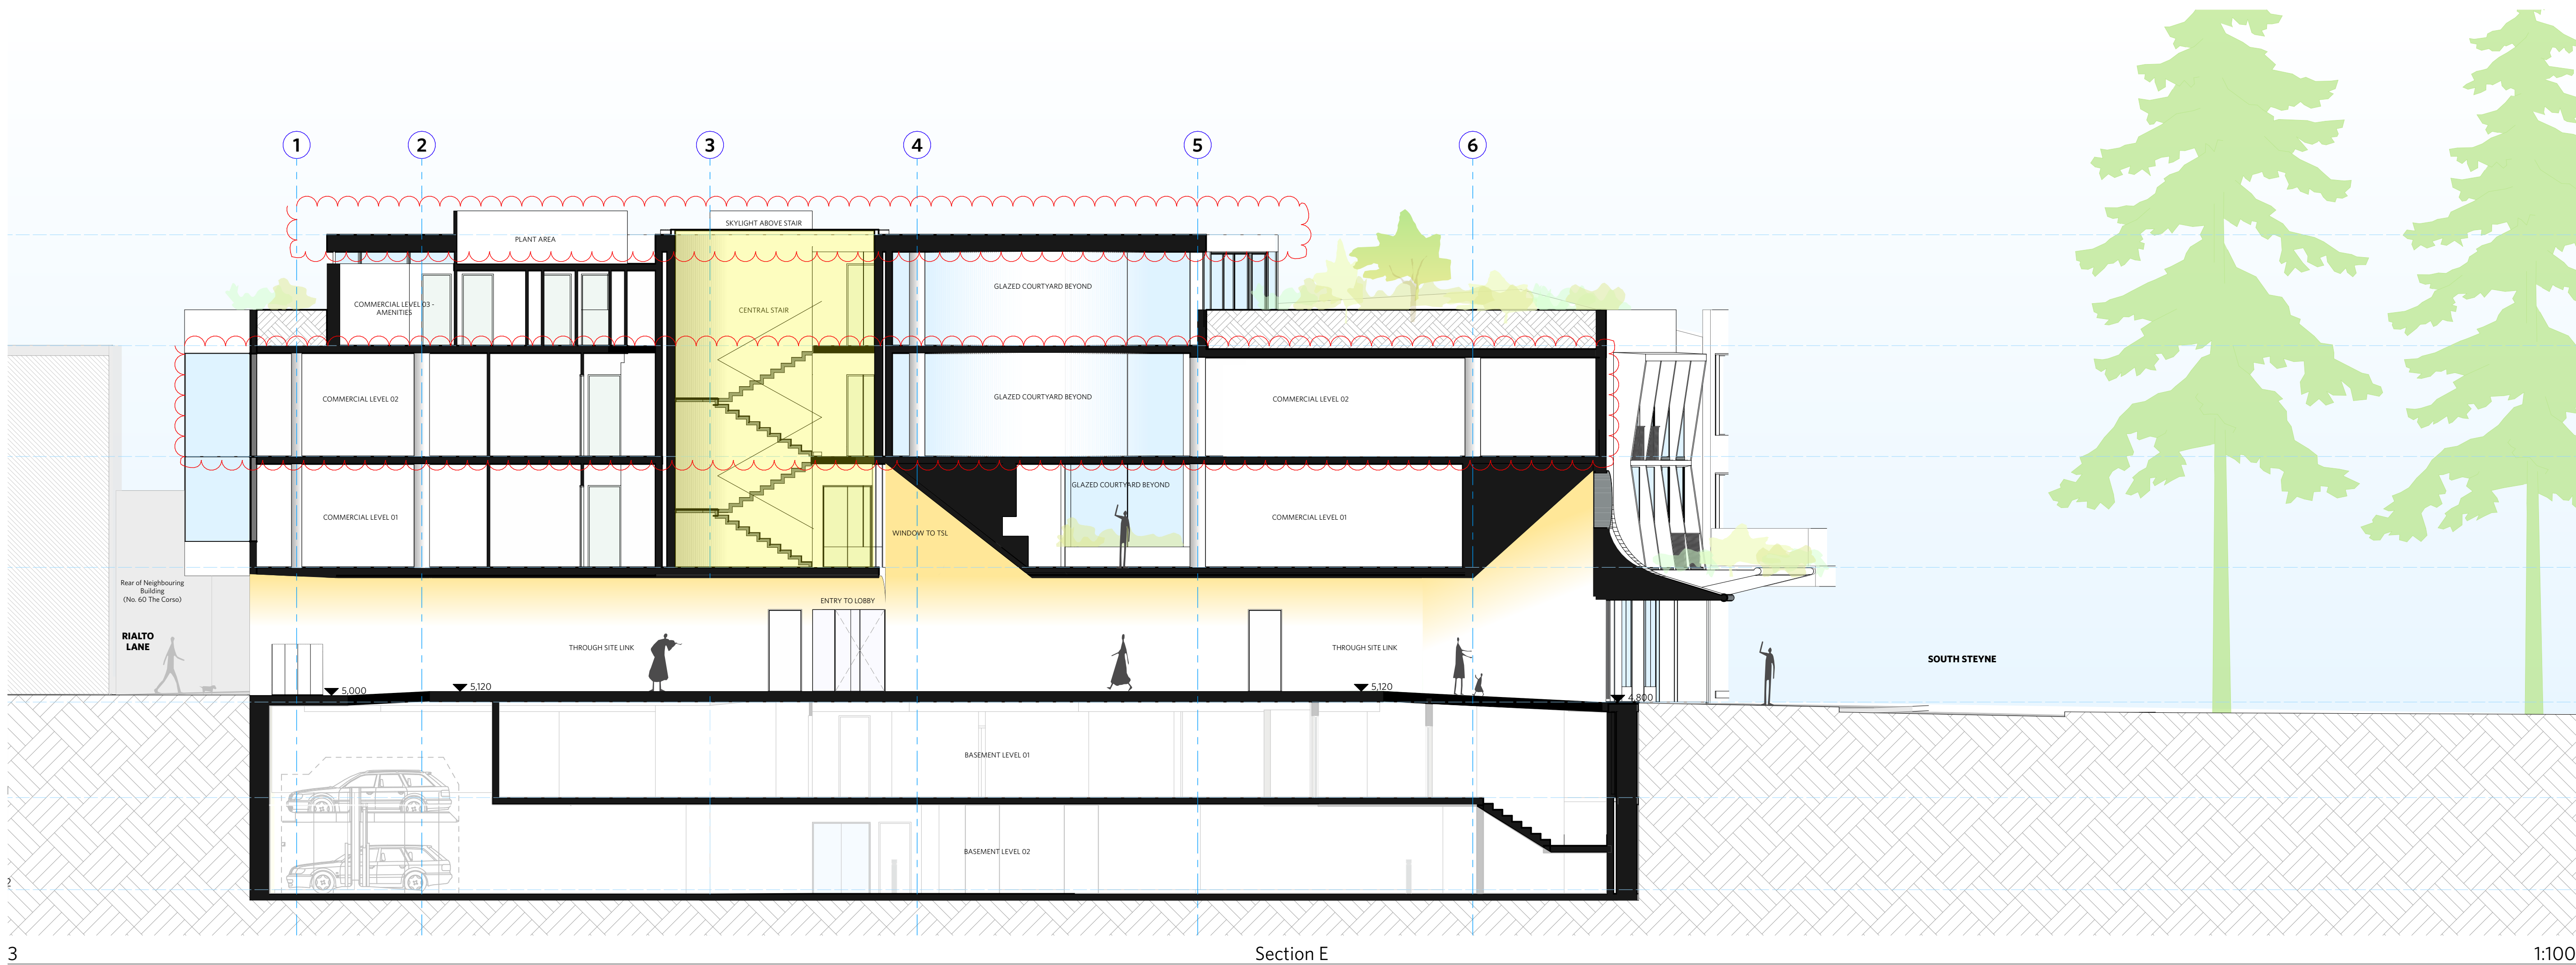 1
2
3
4
5
6
SKYLIGHT ABOVE STAIR
PLANT AREA
GLAZED COURTYARD BEYOND
COMMERCIAL LEVEL 03 -
AMENITIES
CENTRAL STAIR
COMMERCIAL LEVEL 02
GLAZED COURTYARD BEYOND
COMMERCIAL LEVEL 02
GLAZED COURTYARD BEYOND
COMMERCIAL LEVEL 01
COMMERCIAL LEVEL 01
WINDOW TO TSL
Rear of Neighbouring
Building
(No. 60 The Corso)
ENTRY TO LOBBY
RIALTO
LANE
THROUGH SITE LINK
THROUGH SITE LINK
SOUTH STEYNE
5,000
5,120
5,120
4,800
BASEMENT LEVEL 01
BASEMENT LEVEL 02
2
3
Section E
1:100